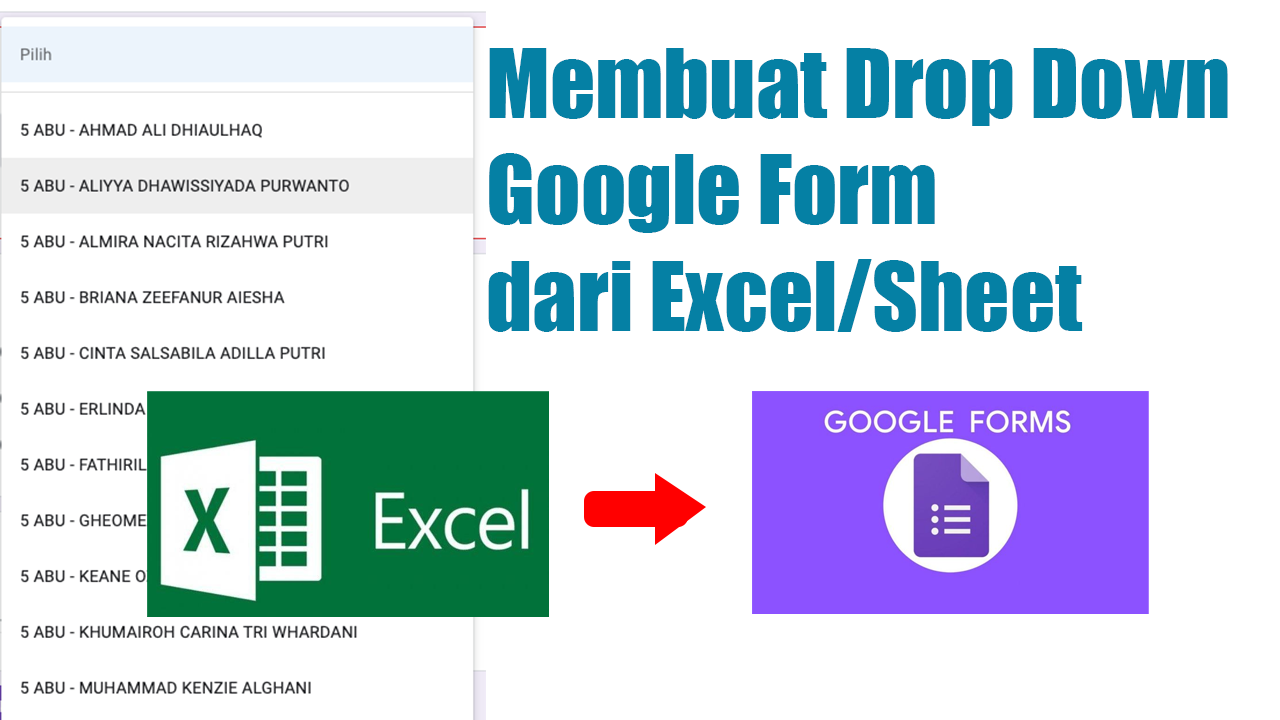 Pilih
5 ABU - AHMAD ALI DHIAULHAQ
5 ABU - ALIYYA DHAWISSIYADA PURWANTO
5 ABU - ALMIRA NACITA RIZAHWA PUTRI
5 ABU - BRIANA ZEEFANUR AIESHA
5 ABU - CINTA SALSABILA ADILLA PUTRI
5 ABU - ERLINDA
5 ABU - FATHIRIL
5 ABU - GHEOME
5 ABU - KEANE
5 ABU - KHUMAIROH CARINA TRI WHARDANI
5 ABU - MUHAMMAD KENZIE ALGHANI
Membuat Drop Down
Google Form
dari Excel/Sheet
X Excel
GOOGLE FORMS